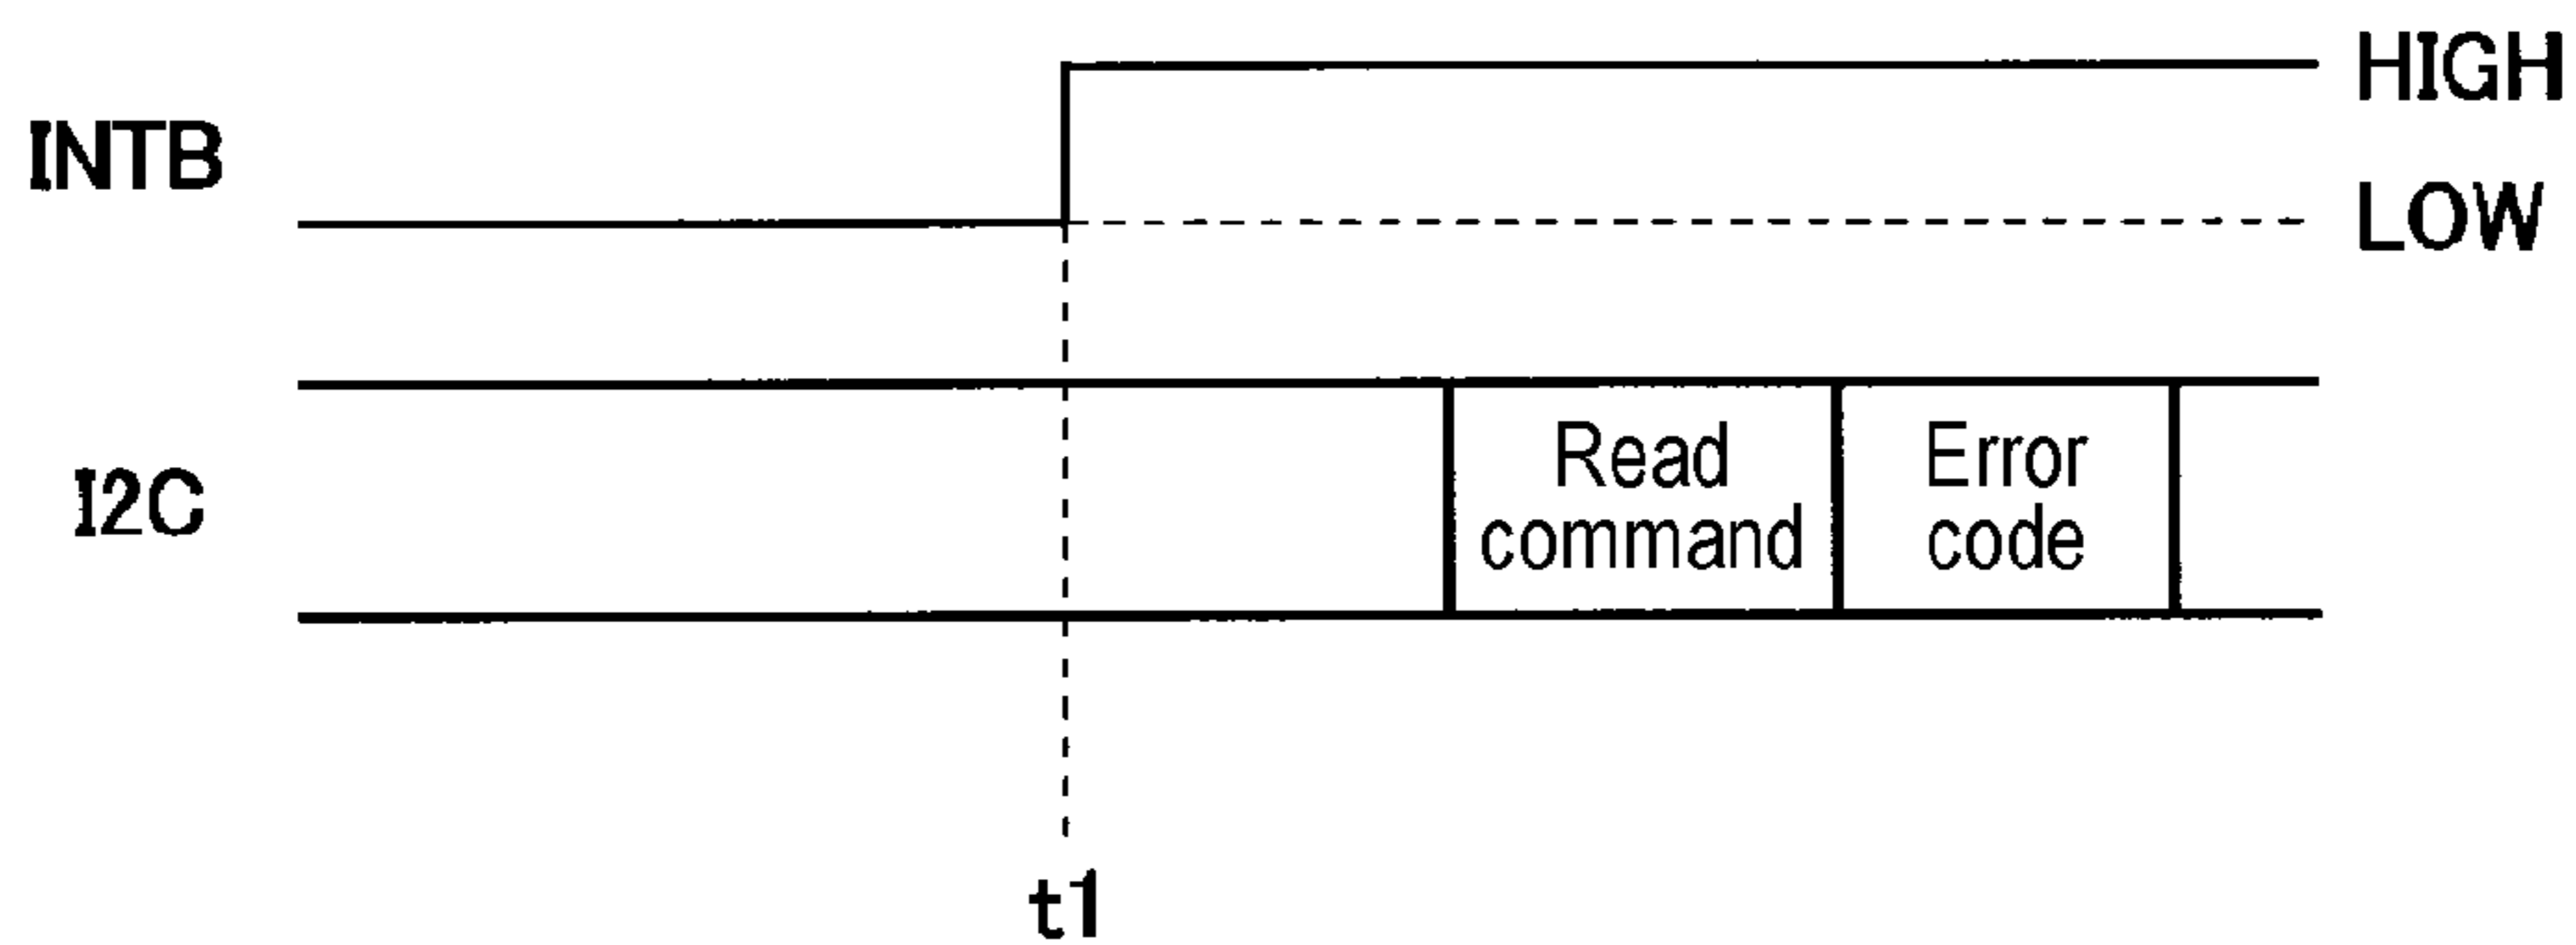 HIGH
INTB
LOW
I2C
Read
command
Error
code
t1